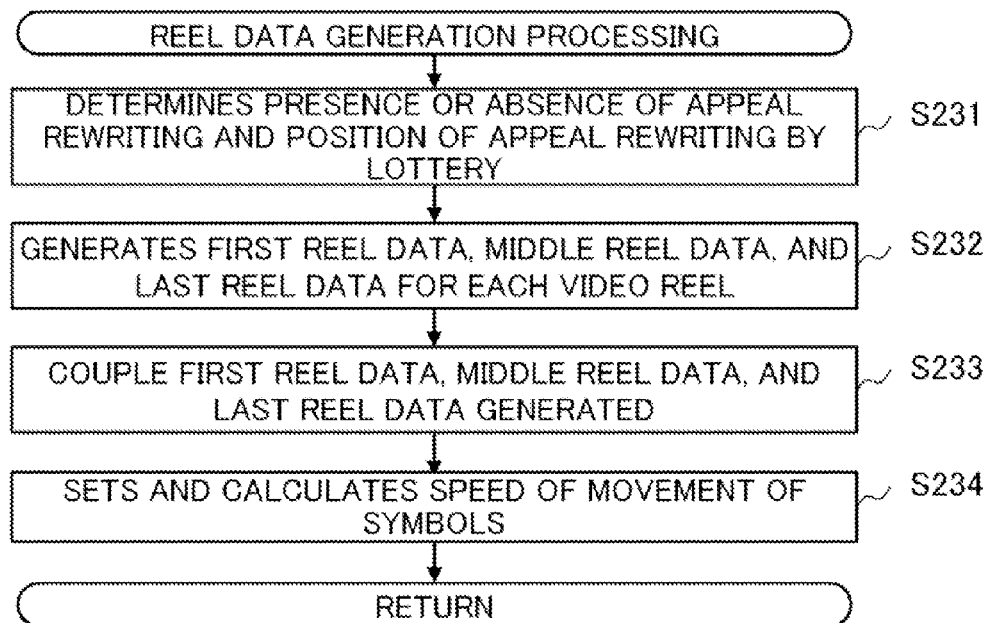 REEL DATA GENERATION PROCESSING
DETERMINES PRESENCE OR ABSENCE OF APPEAL
REWRITING AND POSITION OF APPEAL REWRITING BY
LOTTERY
S231
GENERATES FIRST REEL DATA, MIDDLE REEL DATA, AND
LAST REEL DATA FOR EACH VIDEO REEL
S232
COUPLE FIRST REEL DATA, MIDDLE REEL DATA, AND
LAST REEL DATA GENERATED
S233
SETS AND CALCULATES SPEED OF MOVEMENT OF
SYMBOLS
S234
RETURN